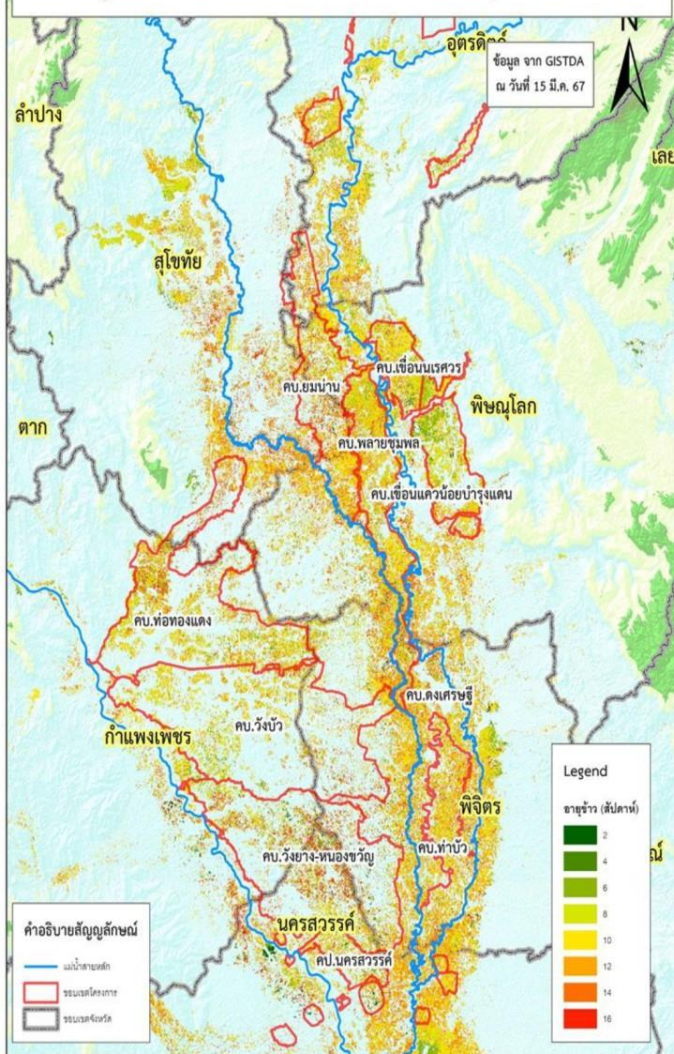 อุตรดิตถ์
N
ข้อมูล จาก GISTDA
ณ วันที่ 15 มี.ค. 67
ลำปาง
เลย
สุโขทัย
คบ.ยมน่าน
คบ.เขื่อนนเรศวร
พิษณุโลก
ตาก
คบ.พลายชุมพล
คบ.เขื่อนแควน้อยบำรุงแดน
คบ.ท่อทองแดง
คบ.ดงเศรษฐี
คบ.วังบัว
กำแพงเพชร
พิจิตร
คบ.ท่าบัว
คบ.วังยาง-หนองขวัญ
นครสวรรค์
คป.นครสวรรค์
Legend
อายุข้าว (สัปดาห์)
2
4
6
8
10
12
14
16
ณ์
คำอธิบายสัญญลักษณ์
แม่น้ำสายหลัก
ขอบเขตโครงการ
ขอบเขตจังหวัด